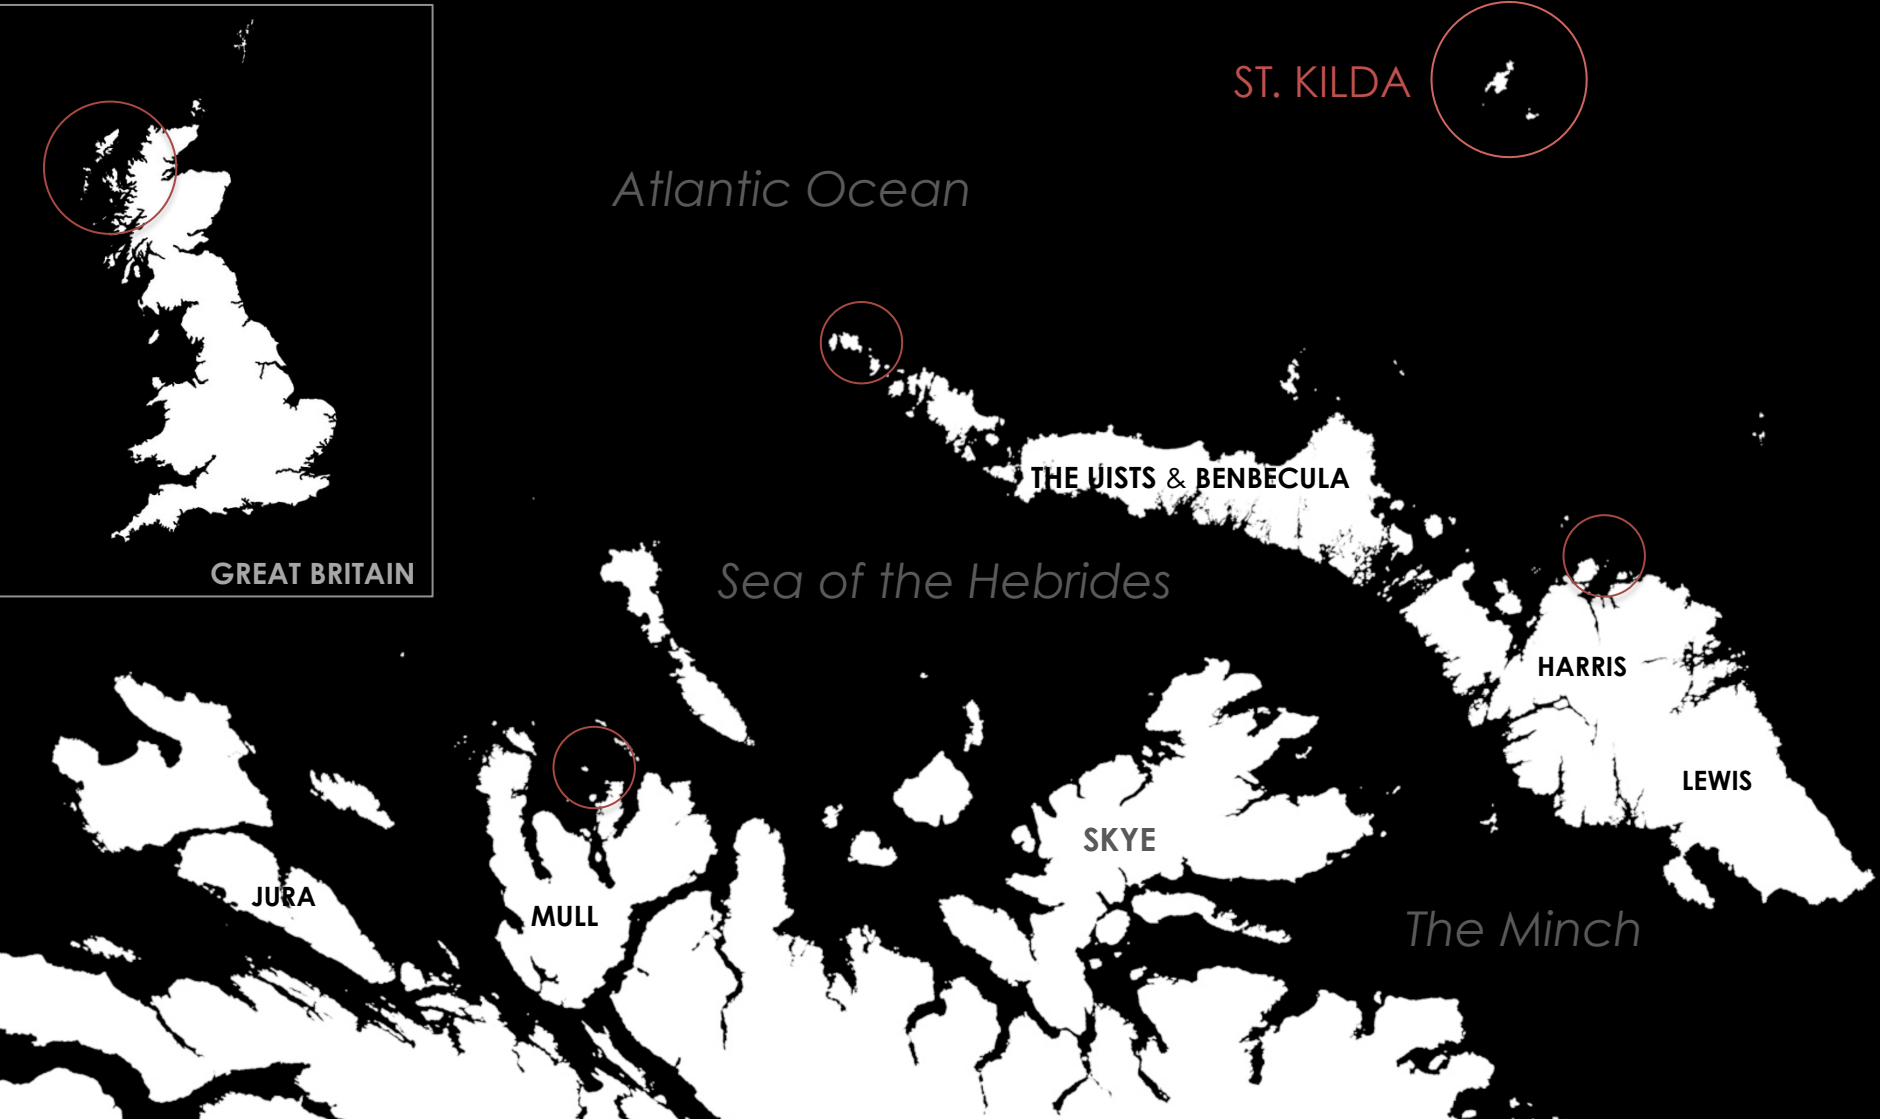 ST. KILDA
Atlantic Ocean
THE UISTS & BENBECULA
GREAT BRITAIN
Sea of the Hebrides
HARRIS
LEWIS
SKYE
JURA
MULL
The Minch